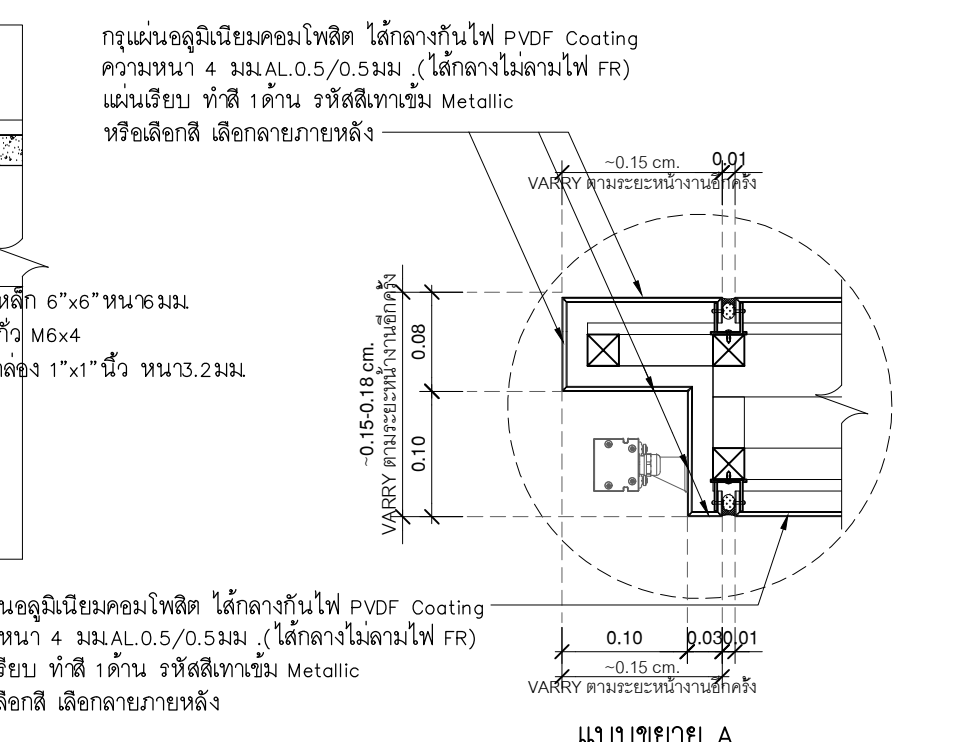 กรุแผ่นอลูมิเนียมคอมโพสิต ไส้กลางกันไฟ PVDF Coating
ความหนา 4 มม.AL.0.5/0.5มม .(ไส้กลางไม่ลามไฟ FR)
แผ่นเรียบ ทำสี 1ด้าน รหัสสีเทาเข้ม Metallic
หรือเลือกสี เลือกลายภายหลัง
~0.15 cm.
0.01
VARRY ตามระยะหน้างานอีกครั้ง
~0.15-0.18 cm.
VARRY ตามระยะหน้างานอีกครั้ง
0.08
0.10
หล็ก 6"x6"หนา6มม.
M6x4
1"x1"นิ้ว หนา3.2มม.
นอลูมิเนียมคอมโพสิต ไส้กลางกันไฟ PVDF Coating
หนา 4 มม.AL.0.5/0.5มม .(ไส้กลางไม่ลามไฟ FR)
รียบ ทำสี 1ด้าน รหัสสีเทาเข้ม Metallic
ลือกสี เลือกลายภายหลัง
0.10
0.03
0.01
~0.15 cm.
VARRY ตามระยะหน้างานอีกครั้ง
แบบขยาย A